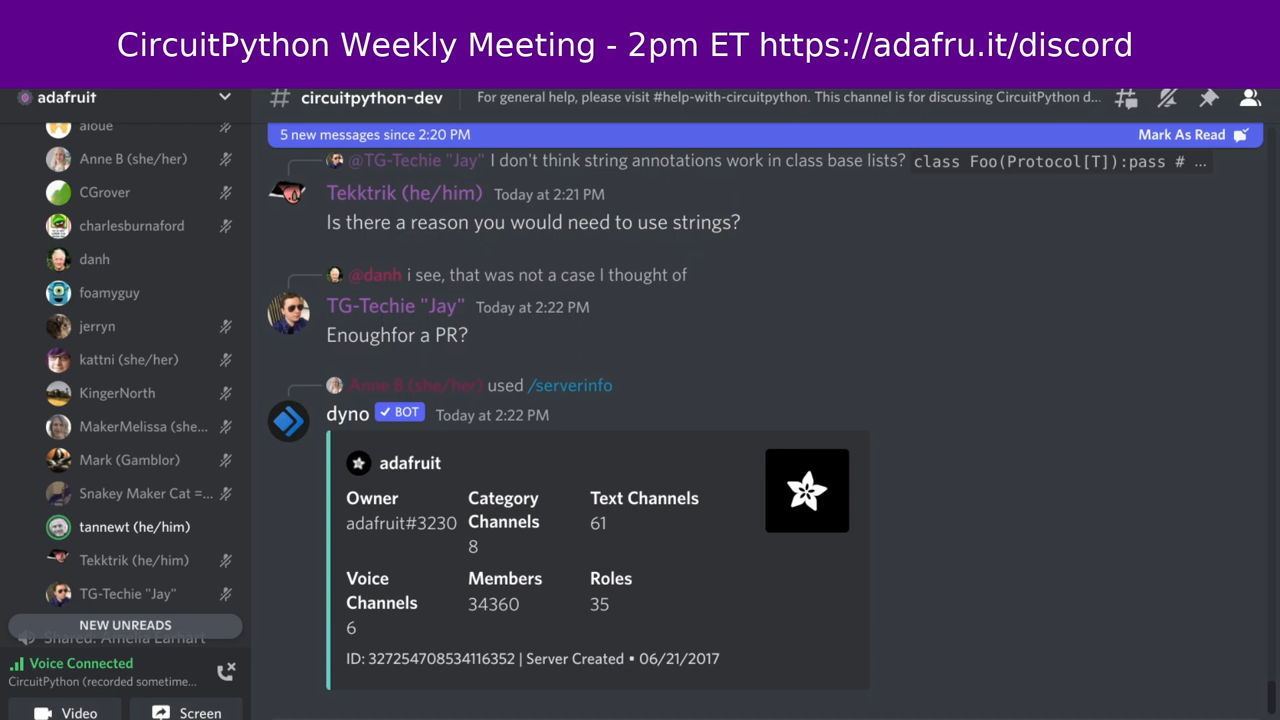 CircuitPython Weekly Meeting - 2pm ET https://adafru.it/discord
adafruit
circuitpython-dev
For general help, please visit #help-with-circuitpython. This channel is for discussing CircuitPython d...
5 new messages since 2:20 PM
Mark As Read
aloue
Anne B (she/her)
CGrover
charlesburnaford
danh
foamyguy
jerryn
kattni (she/her)
KingerNorth
MakerMelissa (she...
Mark (Gamblor)
Snakey Maker Cat =...
tannewt (he/him)
Tekktrik (he/him)
TG-Techie "Jay"
NEW UNREADS
Shared: Amelia Earhart
Voice Connected
CircuitPython (recorded sometime...
Video
Screen
@TG-Techie "Jay" I don't think string annotations work in class base lists? class Foo(Protocol[T]):pass # ...
Tekktrik (he/him) Today at 2:21 PM
Is there a reason you would need to use strings?
@danh i see, that was not a case I thought of
TG-Techie "Jay" Today at 2:22 PM
Enoughfor a PR?
Anne B (she/her) used /serverinfo
dyno BOT Today at 2:22 PM
adafruit
Owner
adafruit#3230
Category
Channels
8
Text Channels
61
Voice
Channels
6
Members
34360
Roles
35
ID: 327254708534116352 | Server Created • 06/21/2017